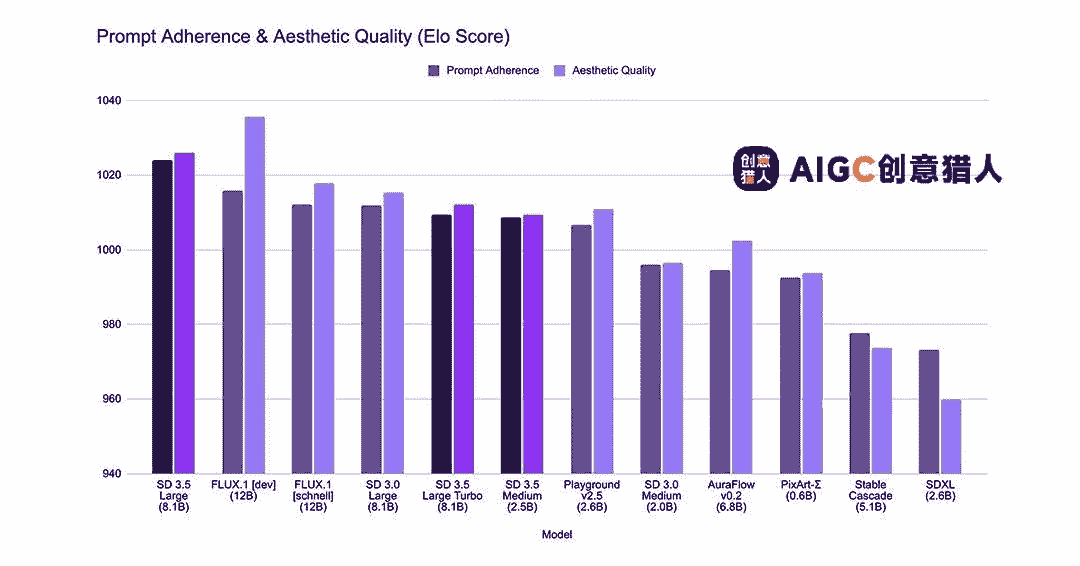 Prompt Adherence & Aesthetic Quality (Elo Score)
Prompt Adherence
Aesthetic Quality
1040
1020
1000
980
960
940
创意
猎人
AIGC创意猎人
SD 3.5
Large
(8.1B)
FLUX.1 [dev]
(12B)
FLUX.1
[schnell]
(12B)
SD 3.0
Large
(8.1B)
SD 3.5
Large Turbo
(8.1B)
SD 3.5
Medium
(2.5B)
Playground
v2.5
(2.6B)
SD 3.0
Medium
(2.0B)
AuraFlow
v0.2
(6.8B)
PixArt-Σ
(0.6B)
Stable
Cascade
(5.1B)
SDXL
(2.6B)
Model